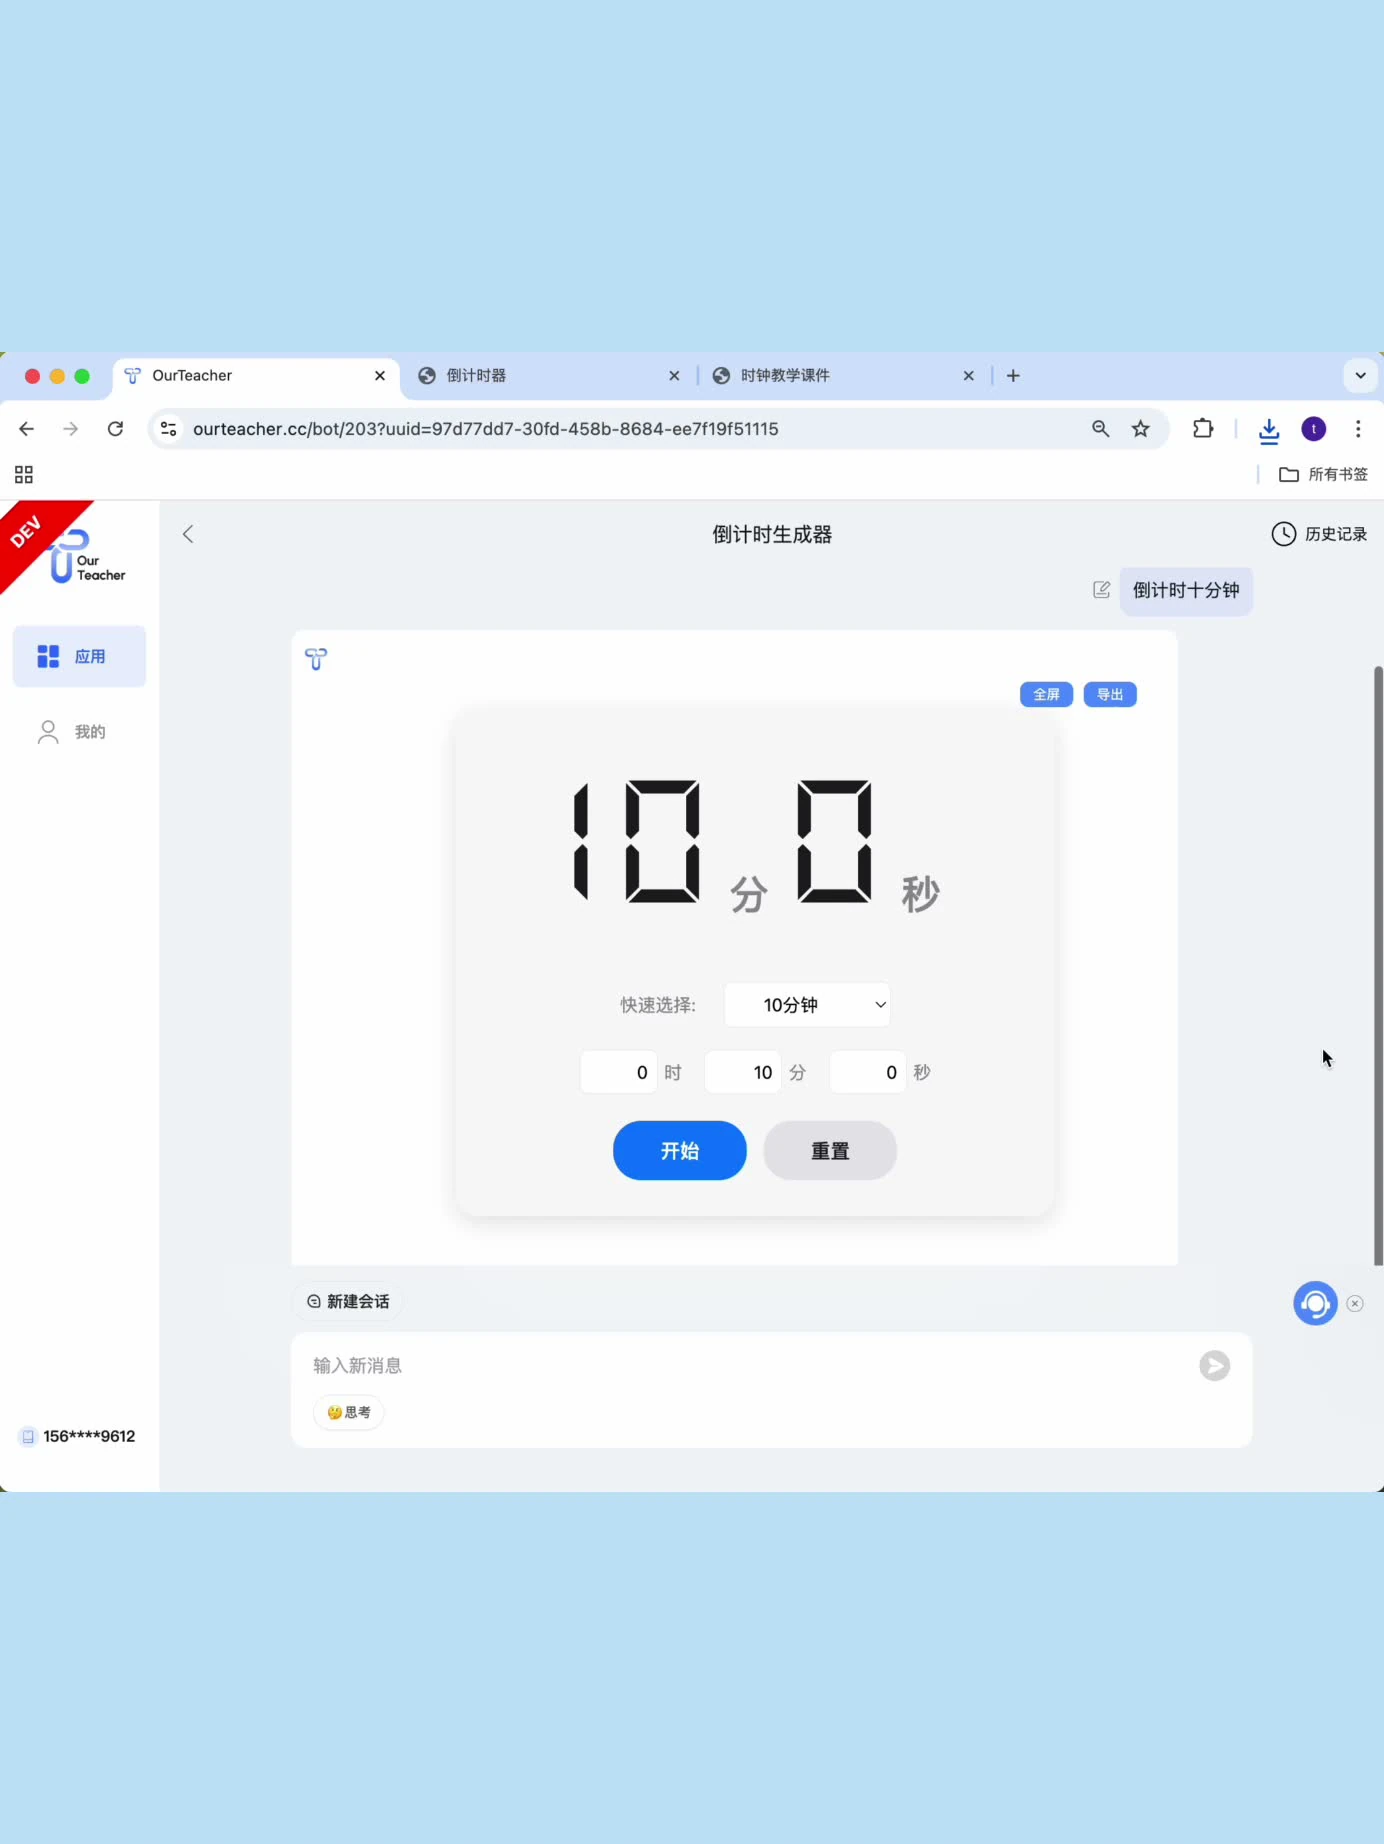 OurTeacher
倒计时器
时钟教学课件
ourteacher.cc/bot/203?uuid=97d77dd7-30fd-458b-8684-ee7f19f51115
t
所有书签
DEV
Our
Teacher
倒计时生成器
历史记录
倒计时十分钟
应用
我的
全屏
导出
10分0秒
快速选择:
10分钟
0时 10分 0秒
开始
重置
新建会话
输入新消息
🤔思考
156****9612